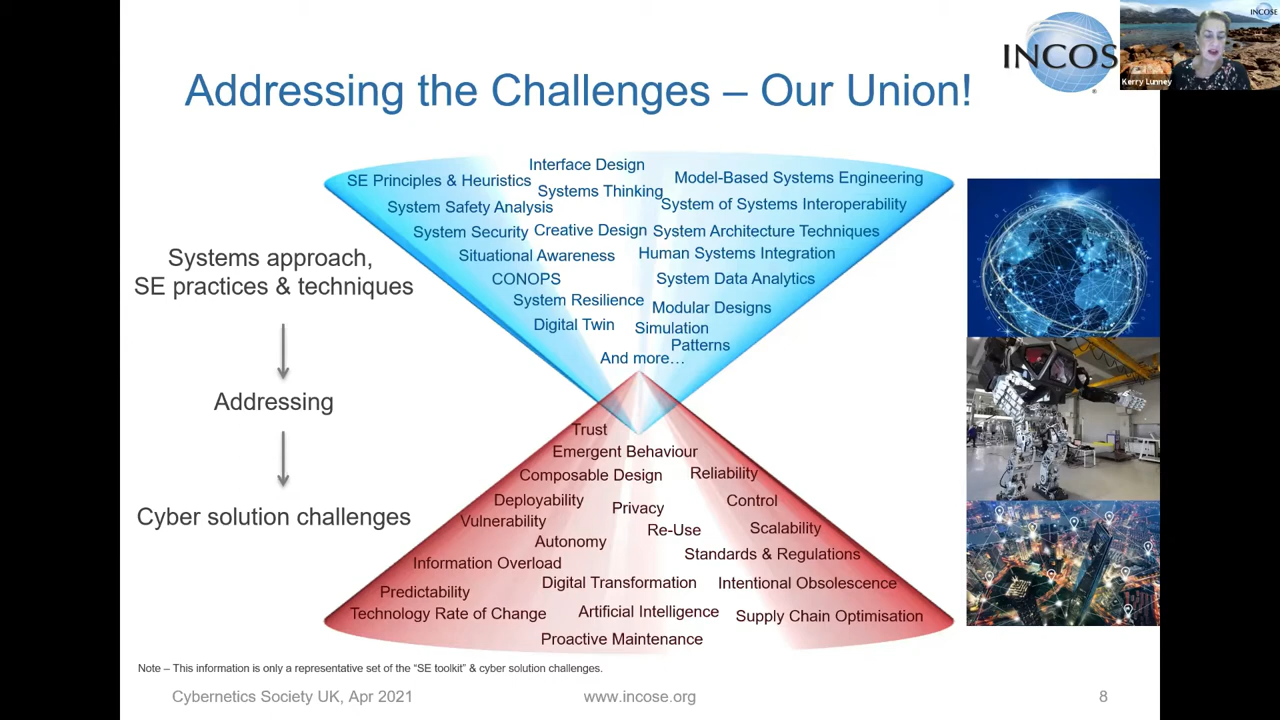 INCOSE
INCOS
Kerry Lunney
Addressing the Challenges – Our Union!
Interface Design
SE Principles & Heuristics
Model-Based Systems Engineering
Systems Thinking
System Safety Analysis
System of Systems Interoperability
System Security
Creative Design
System Architecture Techniques
Situational Awareness
Human Systems Integration
CONOPS
System Data Analytics
System Resilience
Modular Designs
Digital Twin
Simulation
Patterns
And more…
Systems approach,
SE practices & techniques
Addressing
Cyber solution challenges
Trust
Emergent Behaviour
Composable Design
Reliability
Deployability
Privacy
Control
Vulnerability
Re-Use
Scalability
Autonomy
Standards & Regulations
Information Overload
Digital Transformation
Intentional Obsolescence
Predictability
Technology Rate of Change
Artificial Intelligence
Supply Chain Optimisation
Proactive Maintenance
Note – This information is only a representative set of the “SE toolkit” & cyber solution challenges.
Cybernetics Society UK, Apr 2021
www.incose.org
8